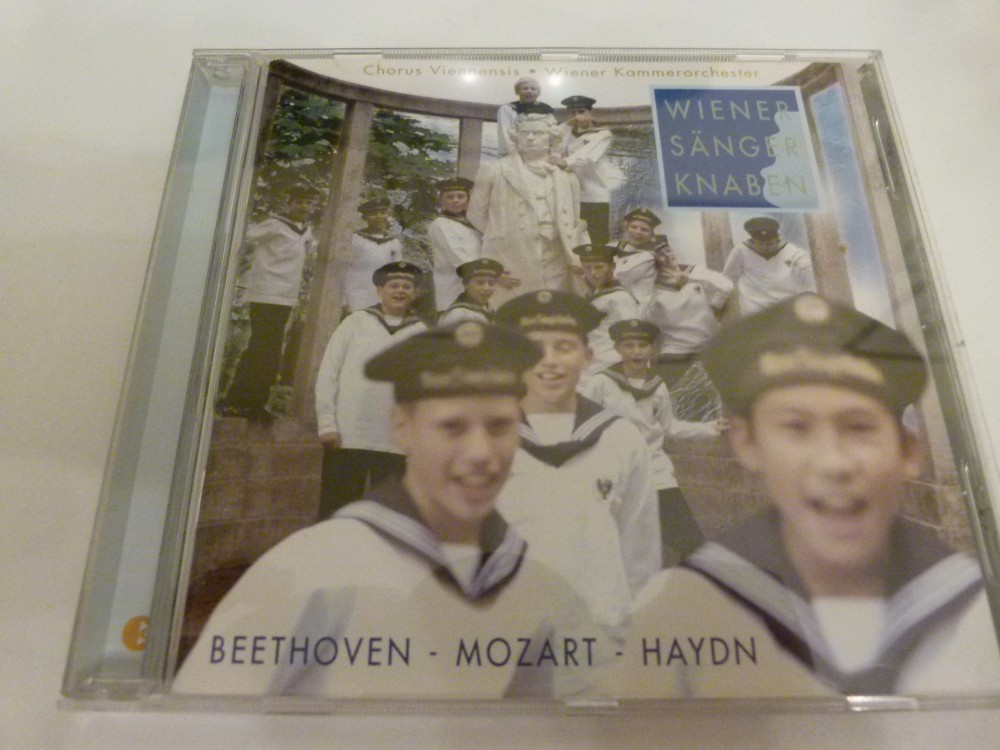 Chorus Viennensis • Wiener Kammerorchester
WIENER
SÄNGER
KNABEN
BEETHOVEN - MOZART - HAYDN